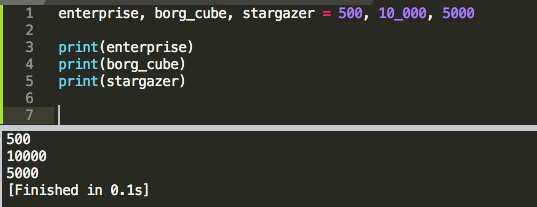 1 enterprise, borg_cube, stargazer = 500, 10_000, 5000
2
3 print(enterprise)
4 print(borg_cube)
5 print(stargazer)
6
7
500
10000
5000
[Finished in 0.1s]